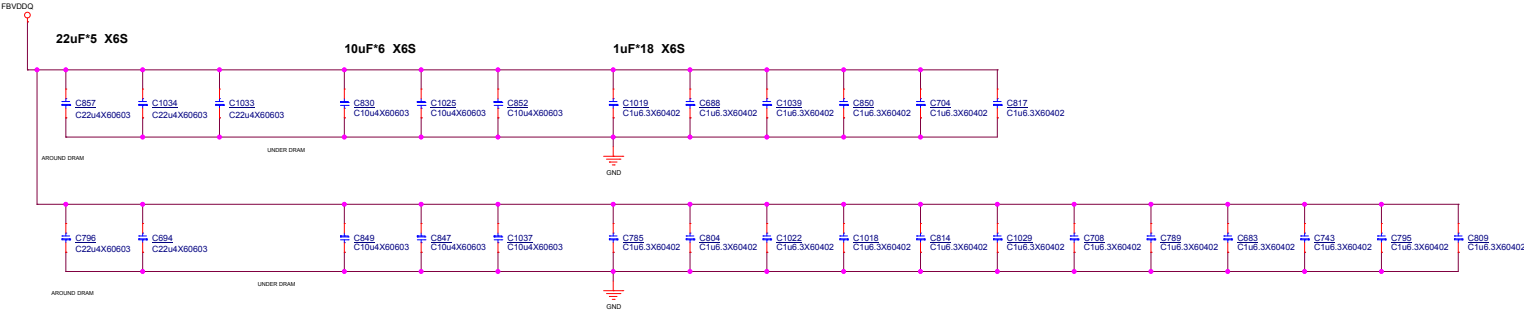 FBVDDQ
22uF*5 X6S
10uF*6 X6S
1uF*18 X6S
C857 C1034 C1033 C830 C1025 C852 C1019 C688 C1039 C850 C704 C817
C22u4X60603 C22u4X60603 C22u4X60603 C10u4X60603 C10u4X60603 C10u4X60603 C1u6.3X60402 C1u6.3X60402 C1u6.3X60402 C1u6.3X60402 C1u6.3X60402 C1u6.3X60402
UNDER DRAM
AROUND DRAM
GND
C796 C694 C849 C847 C1037 C785 C804 C1022 C1018 C814 C1029 C708 C789 C683 C743 C795 C809
C22u4X60603 C22u4X60603 C10u4X60603 C10u4X60603 C10u4X60603 C1u6.3X60402 C1u6.3X60402 C1u6.3X60402 C1u6.3X60402 C1u6.3X60402 C1u6.3X60402 C1u6.3X60402 C1u6.3X60402 C1u6.3X60402 C1u6.3X60402 C1u6.3X60402 C1u6.3X60402
UNDER DRAM
AROUND DRAM
GND